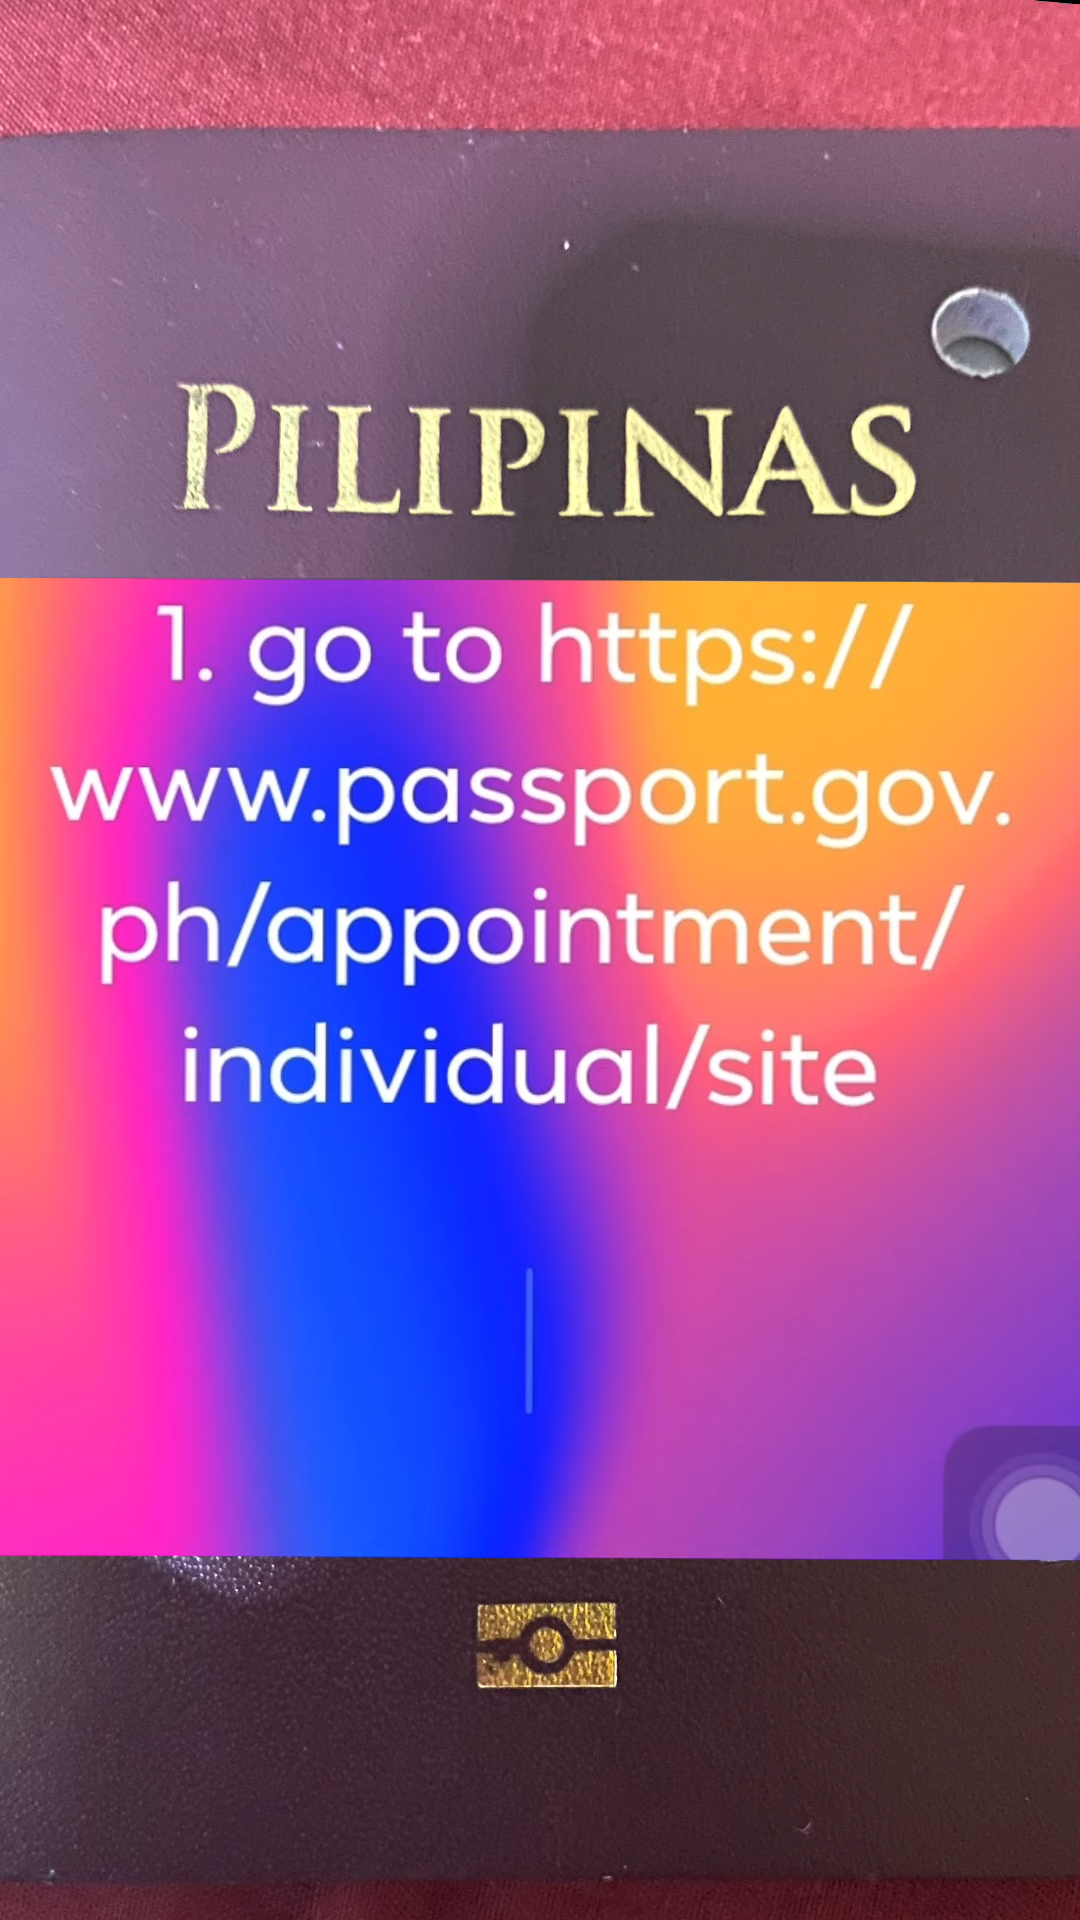 PILIPINAS
1. go to https://
www.passport.gov.
ph/appointment/
individual/site